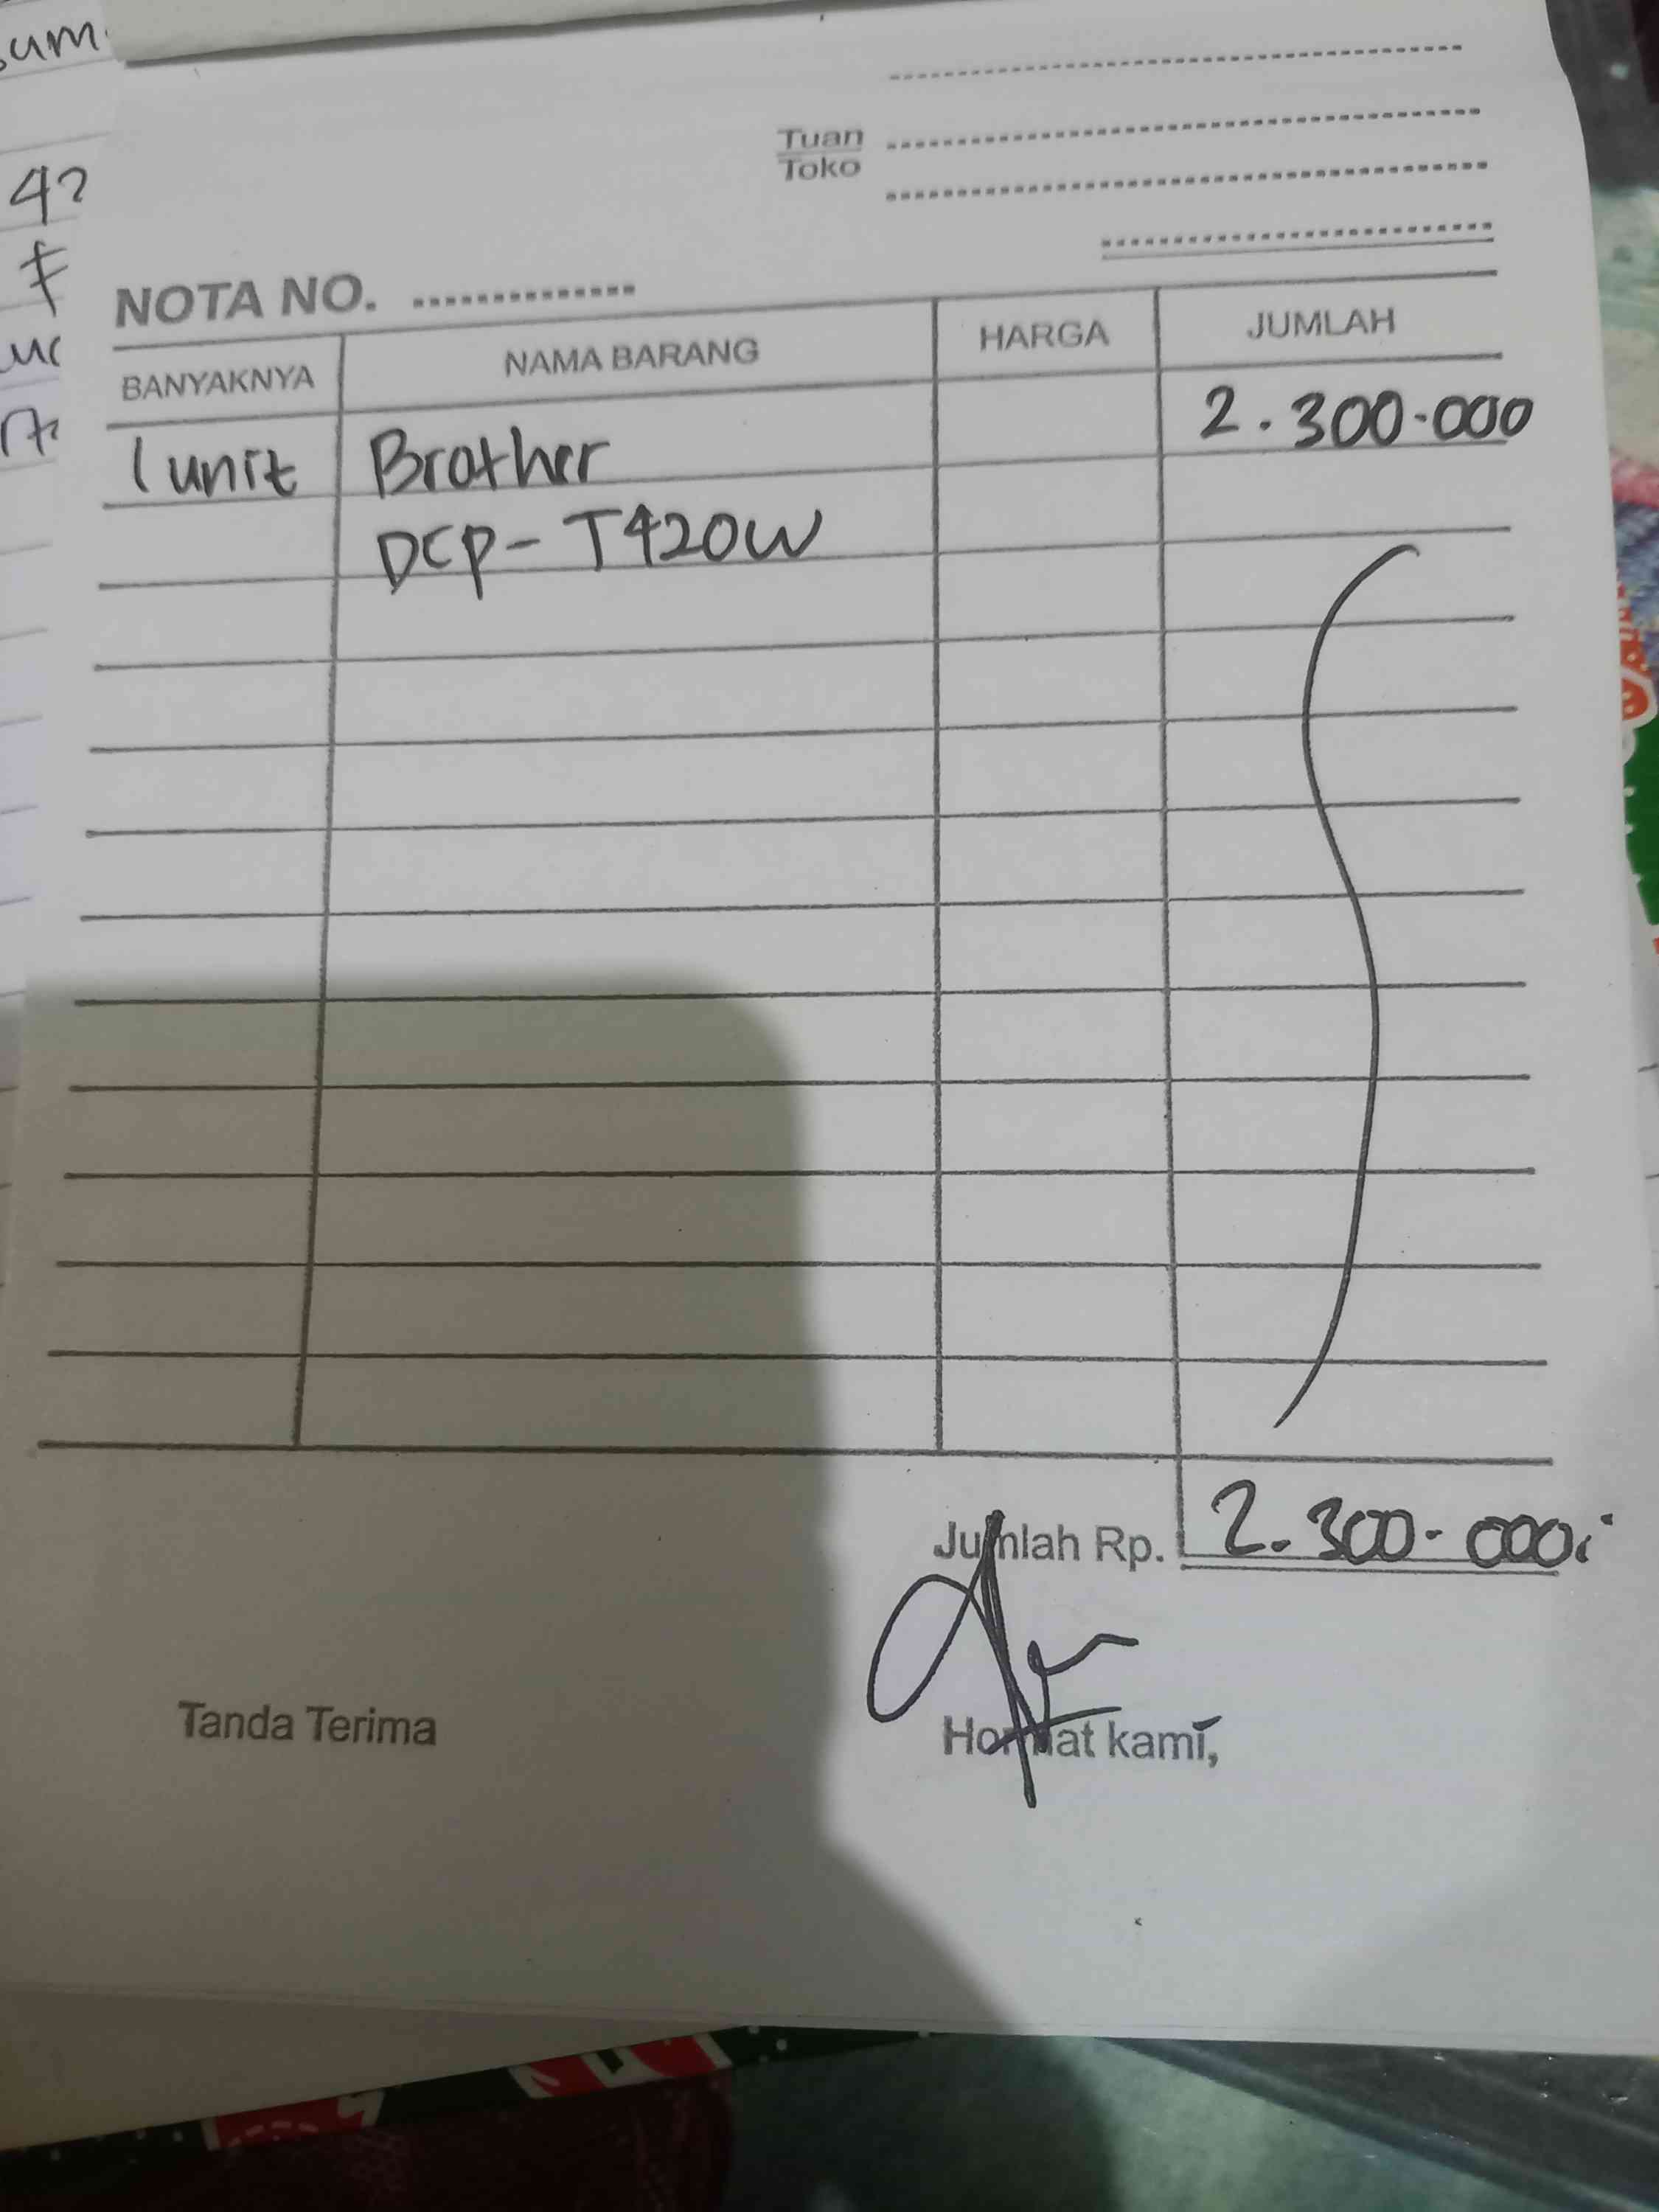 Tuan
Toko
NOTA NO.
BANYAKNYA NAMA BARANG HARGA JUMLAH
1 unit Brother 2.300.000
DCP-T420W
Jumlah Rp. 2.300.000
Tanda Terima Hormat kami,